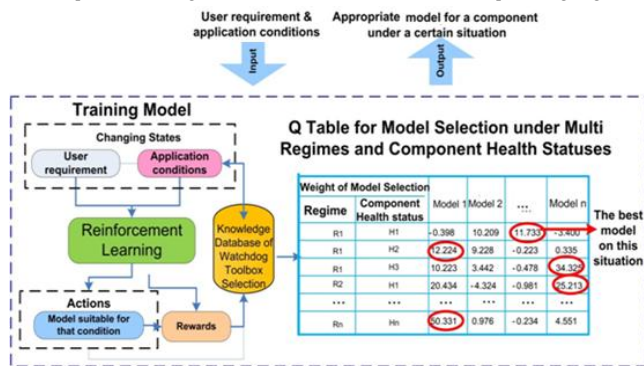 User requirement &
application conditions
Appropriate model for a component
under a certain situation
Input
Output
Training Model
Changing States
User
requirement
Application
conditions
Reinforcement
Learning
Knowledge
Database of
Watchdog
Toolbox
Selection
Actions
Model suitable for
that condition
Rewards
Q Table for Model Selection under Multi
Regimes and Component Health Statuses
Weight of Model Selection
Regime Component Health status Model 1 Model 2 ... Model n
R1 H1 -0.398 10.209 11.733 -3.400
R1 H2 12.224 9.228 -0.223 0.335
R1 H3 10.223 3.442 -0.478 34.325
R2 H1 20.434 -4.324 -0.981 25.213
... ... ... ... ... ...
Rn Hn 50.331 0.976 -0.234 4.551
The best
model
on this
situation